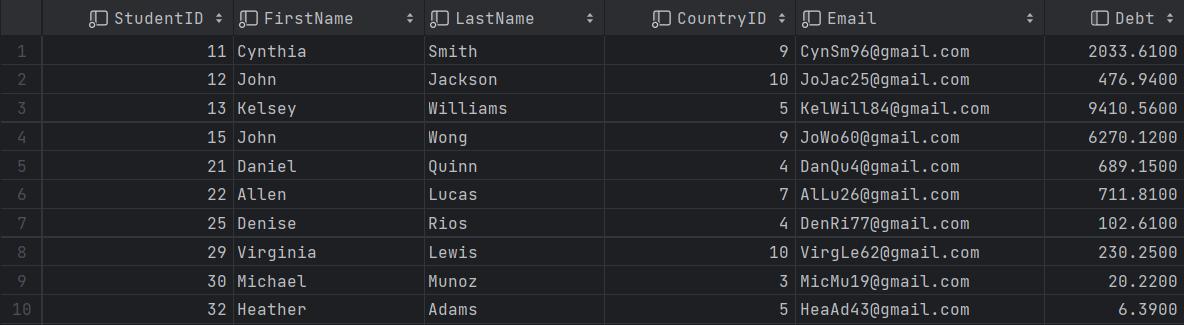 StudentID FirstName LastName CountryID Email Debt
1 11 Cynthia Smith 9 CynSm96@gmail.com 2033.6100
2 12 John Jackson 10 JoJac25@gmail.com 476.9400
3 13 Kelsey Williams 5 KelWill84@gmail.com 9410.5600
4 15 John Wong 9 JoWo60@gmail.com 6270.1200
5 21 Daniel Quinn 4 DanQu4@gmail.com 689.1500
6 22 Allen Lucas 7 AlLu26@gmail.com 711.8100
7 25 Denise Rios 4 DenRi77@gmail.com 102.6100
8 29 Virginia Lewis 10 VirgLe62@gmail.com 230.2500
9 30 Michael Munoz 3 MicMu19@gmail.com 20.2200
10 32 Heather Adams 5 HeaAd43@gmail.com 6.3900